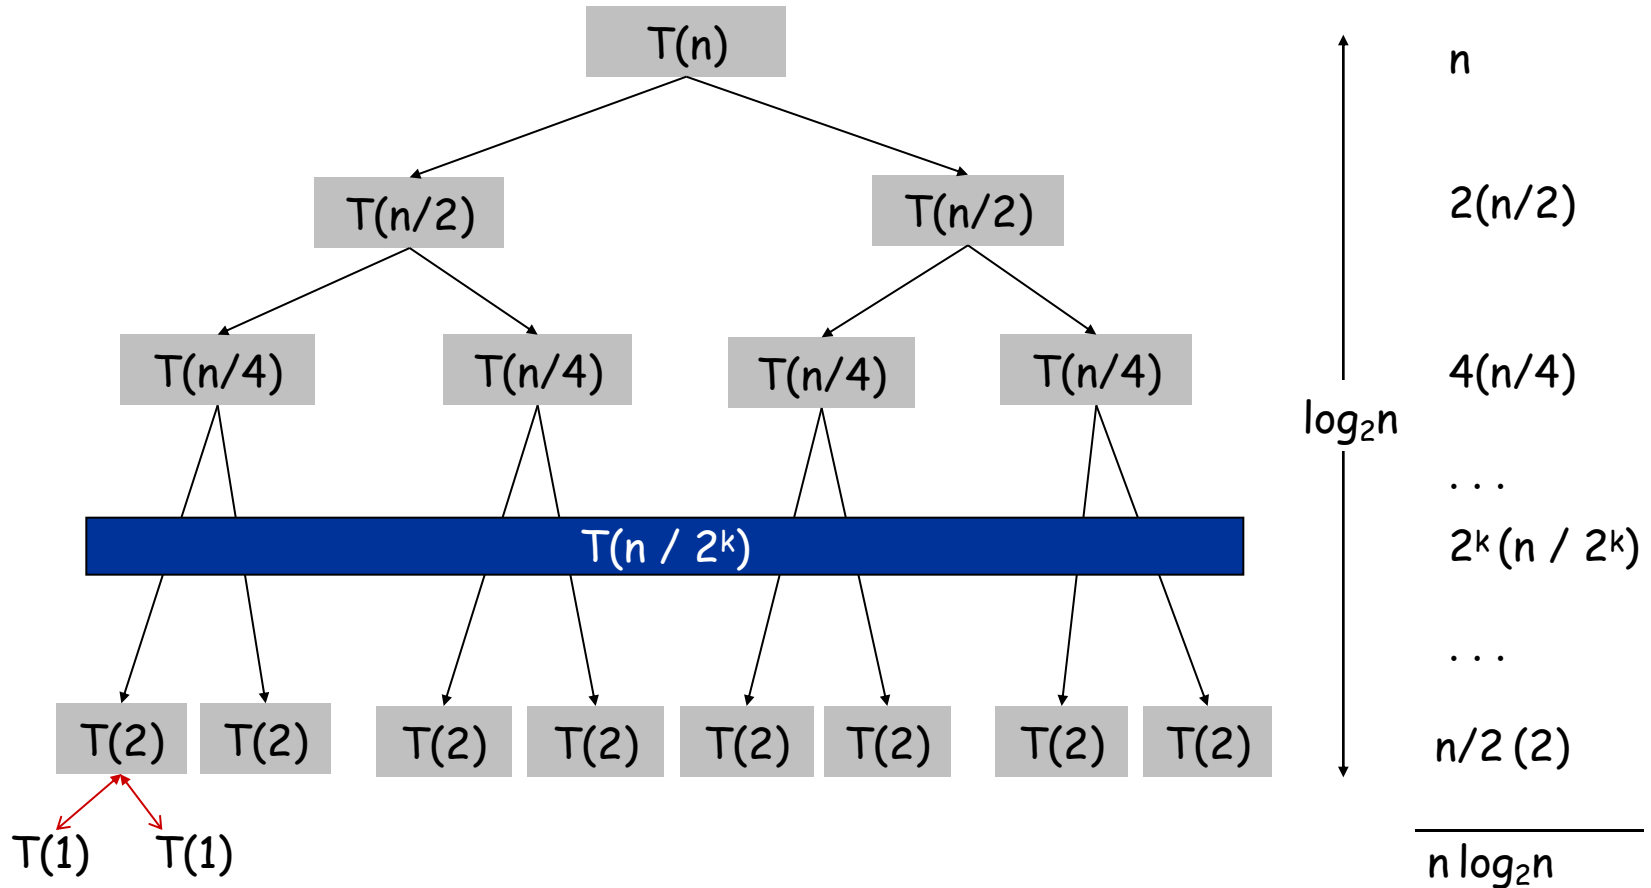 T(n)
n
T(n/2) T(n/2)
2(n/2)
T(n/4) T(n/4) T(n/4) T(n/4)
4(n/4)
log₂n
. . .
T(n / 2ᵏ)
2ᵏ (n / 2ᵏ)
. . .
T(2) T(2) T(2) T(2) T(2) T(2) T(2) T(2)
n/2 (2)
T(1) T(1)
n log₂n